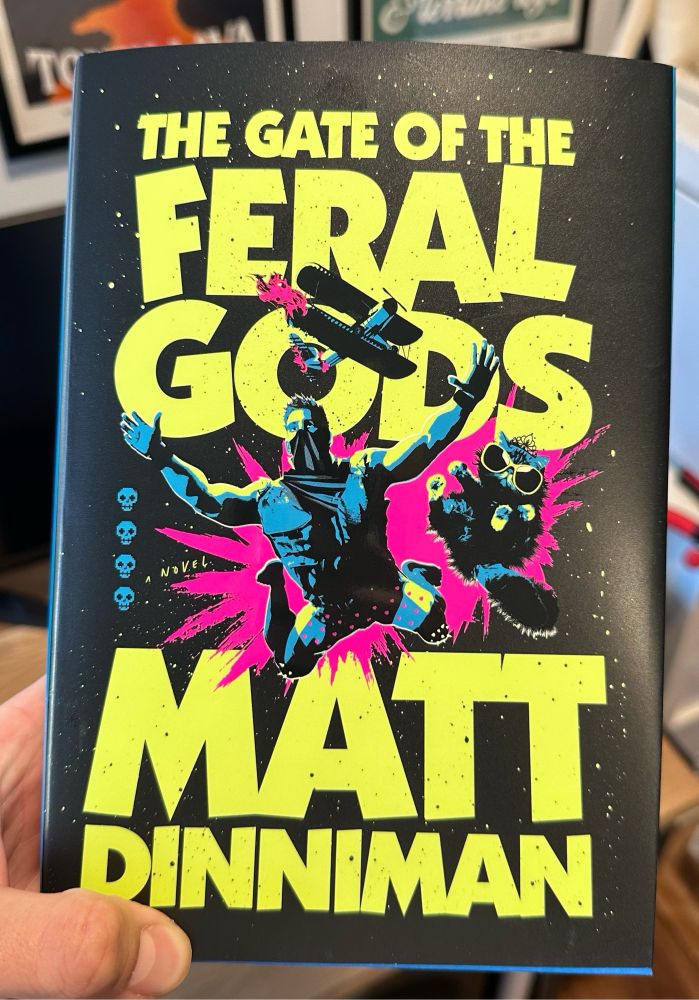 THE GATE OF THE
FERAL
GODS
A NOVEL
MATT
DINNIMAN